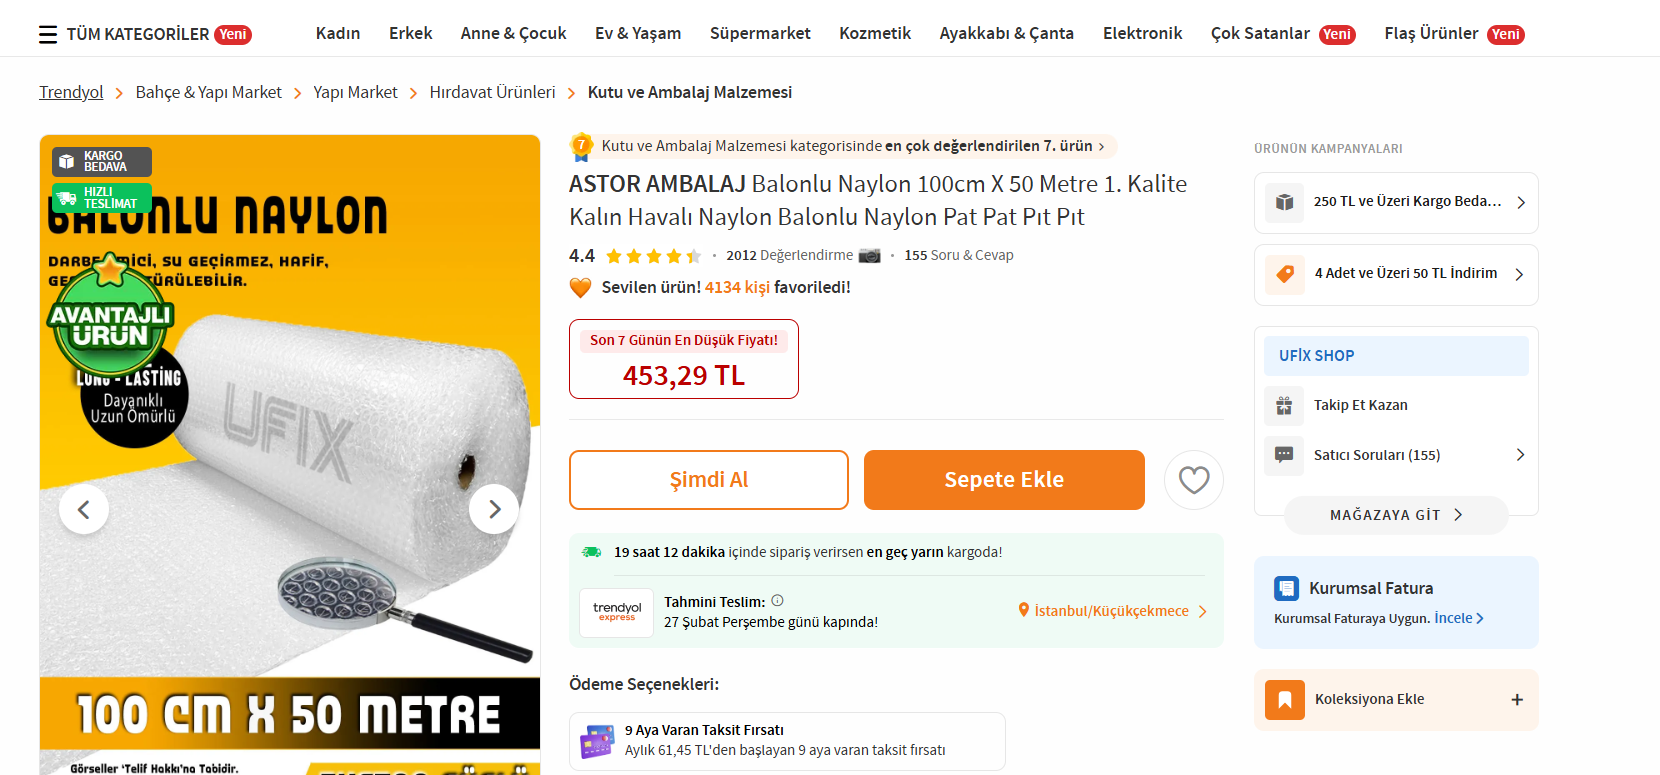 TÜM KATEGORİLER Yeni
Kadın
Erkek
Anne & Çocuk
Ev & Yaşam
Süpermarket
Kozmetik
Ayakkabı & Çanta
Elektronik
Çok Satanlar Yeni
Flaş Ürünler Yeni
Trendyol
Bahçe & Yapı Market
Yapı Market
Hırdavat Ürünleri
Kutu ve Ambalaj Malzemesi
KARGO
BEDAVA
HIZLI
TESLİMAT
BALONLU NAYLON
SU GEÇİRMEZ, HAFİF,
AVANTAJLI
ÜRÜN
LONG - LASTING
Dayanıklı
Uzun Ömürlü
UFIX
100 CM X 50 METRE
Görseller 'Telif Hakkı'na Tabidir.
7 Kutu ve Ambalaj Malzemesi kategorisinde en çok değerlendirilen 7. ürün
ASTOR AMBALAJ Balonlu Naylon 100cm X 50 Metre 1. Kalite
Kalın Havalı Naylon Balonlu Naylon Pat Pat Pıt Pıt
4.4 · 2012 Değerlendirme · 155 Soru & Cevap
Sevilen ürün! 4134 kişi favoriledi!
Son 7 Günün En Düşük Fiyatı!
453,29 TL
Şimdi Al
Sepete Ekle
19 saat 12 dakika içinde sipariş verirsen en geç yarın kargoda!
trendyol
express
Tahmini Teslim:
27 Şubat Perşembe günü kapında!
İstanbul/Küçükçekmece
Ödeme Seçenekleri:
9 Aya Varan Taksit Fırsatı
Aylık 61,45 TL'den başlayan 9 aya varan taksit fırsatı
ÜRÜNÜN KAMPANYALARI
250 TL ve Üzeri Kargo Beda...
4 Adet ve Üzeri 50 TL İndirim
UFİX SHOP
Takip Et Kazan
Satıcı Soruları (155)
MAĞAZAYA GİT
Kurumsal Fatura
Kurumsal Faturaya Uygun. İncele
Koleksiyona Ekle